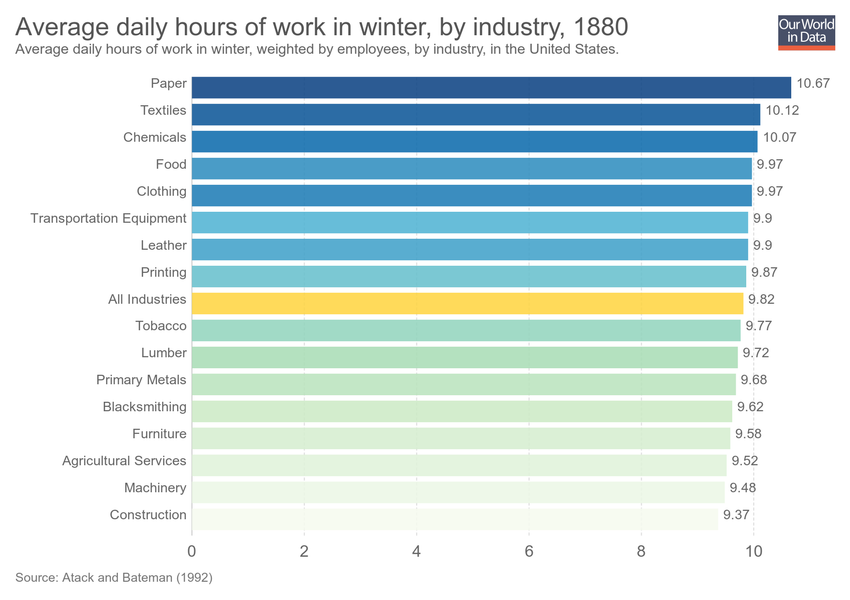 Average daily hours of work in winter, by industry, 1880
Our World
in Data
Average daily hours of work in winter, weighted by employees, by industry, in the United States.
Paper 10.67
Textiles 10.12
Chemicals 10.07
Food 9.97
Clothing 9.97
Transportation Equipment 9.9
Leather 9.9
Printing 9.87
All Industries 9.82
Tobacco 9.77
Lumber 9.72
Primary Metals 9.68
Blacksmithing 9.62
Furniture 9.58
Agricultural Services 9.52
Machinery 9.48
Construction 9.37
0 2 4 6 8 10
Source: Atack and Bateman (1992)